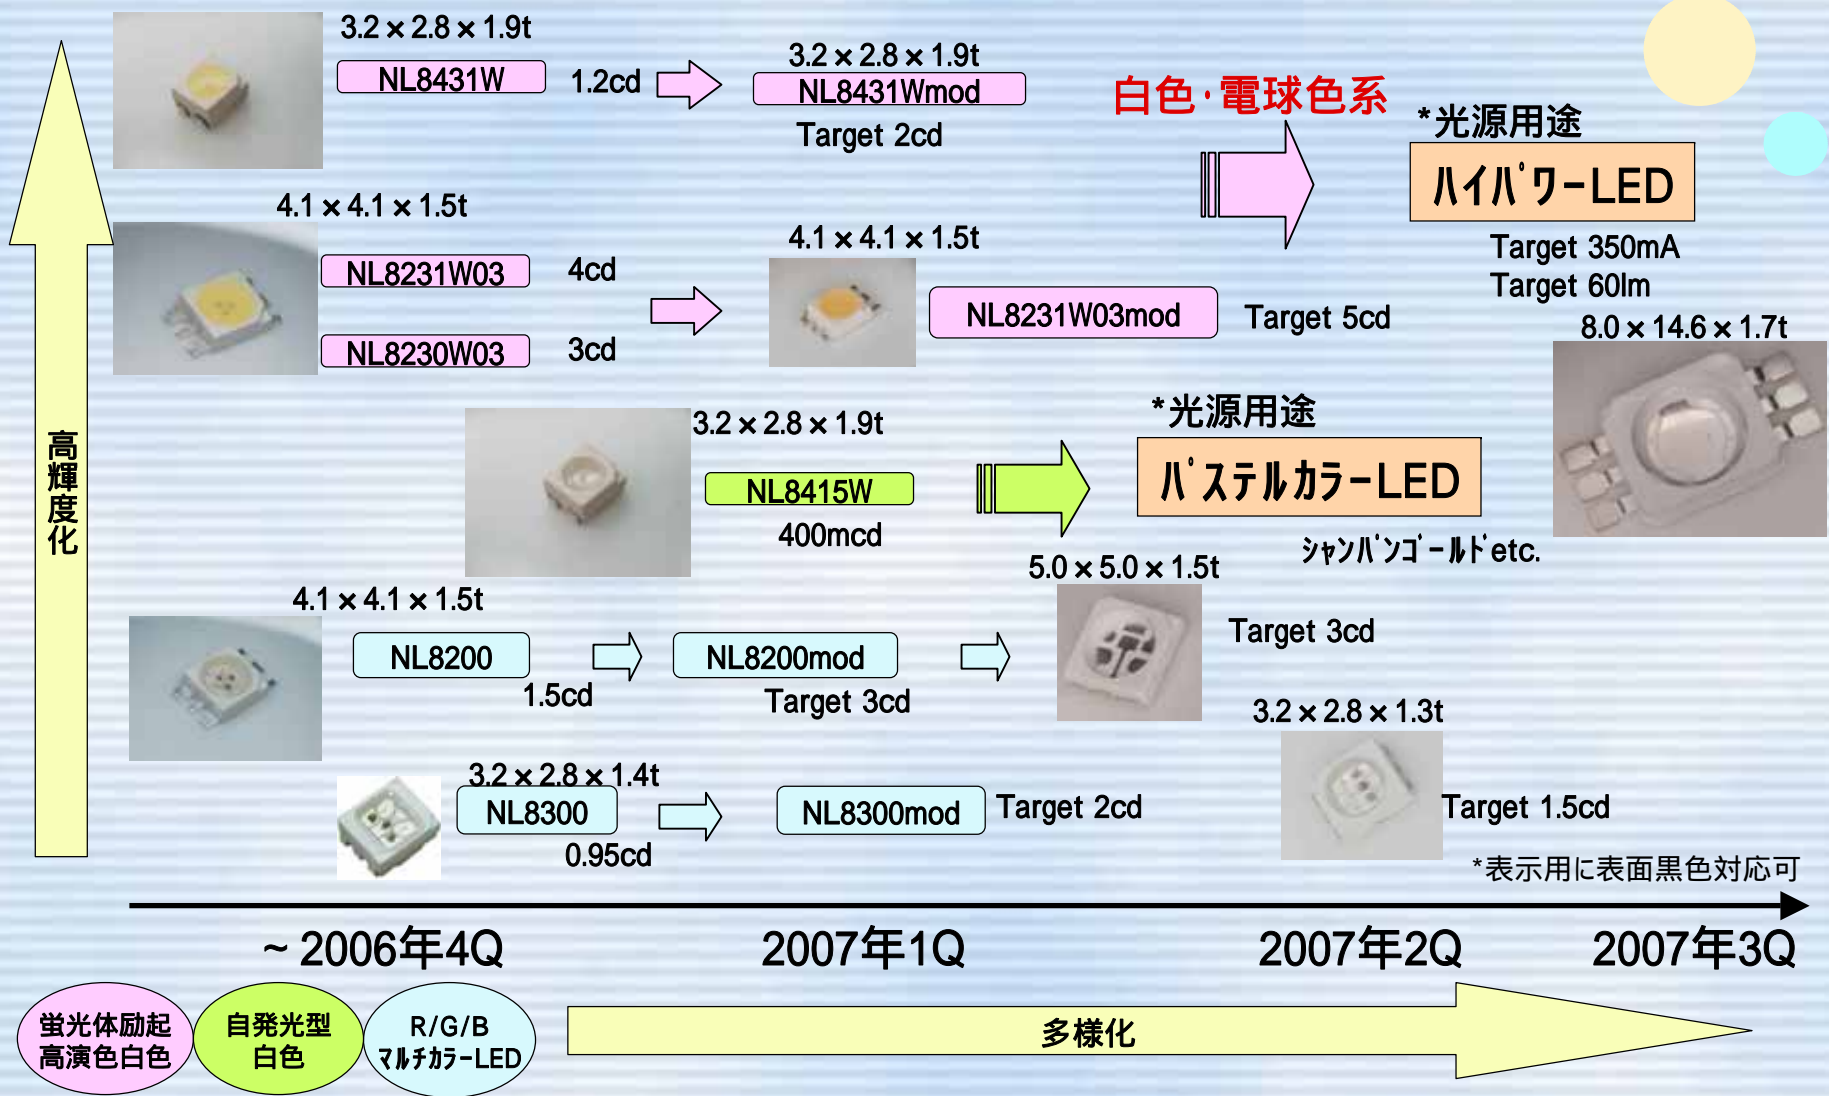 3.2×2.8×1.9t
NL8431W
1.2cd
3.2×2.8×1.9t
NL8431Wmod
Target 2cd
白色･電球色系
*光源用途
ﾊｲﾊﾟﾜｰLED
Target 350mA
Target 60lm
8.0×14.6×1.7t
4.1×4.1×1.5t
NL8231W03
4cd
NL8230W03
3cd
4.1×4.1×1.5t
NL8231W03mod
Target 5cd
高輝度化
3.2×2.8×1.9t
NL8415W
400mcd
*光源用途
ﾊﾟｽﾃﾙｶﾗｰLED
ｼｬﾝﾊﾟﾝｺﾞｰﾙﾄﾞetc.
4.1×4.1×1.5t
NL8200
1.5cd
NL8200mod
Target 3cd
5.0×5.0×1.5t
Target 3cd
3.2×2.8×1.4t
NL8300
0.95cd
NL8300mod
Target 2cd
3.2×2.8×1.3t
Target 1.5cd
*表示用に表面黒色対応可
~2006年4Q
2007年1Q
2007年2Q
2007年3Q
蛍光体励起
高演色白色
自発光型
白色
R/G/B
ﾏﾙﾁｶﾗｰLED
多様化